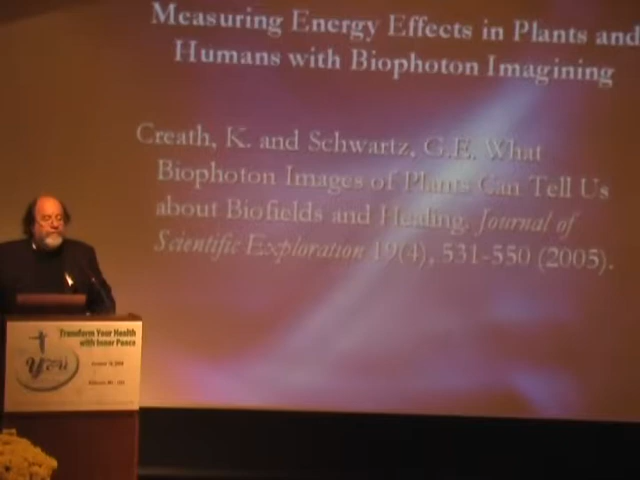 Measuring Energy Effects in Plants and
Humans with Biophoton Imagining
Creath, K. and Schwartz, G.E. What
Biophoton Images of Plants Can Tell Us
about Biofields and Healing. Journal of
Scientific Exploration 19(4), 531-550 (2005).
Transform Your Health
with Inner Peace